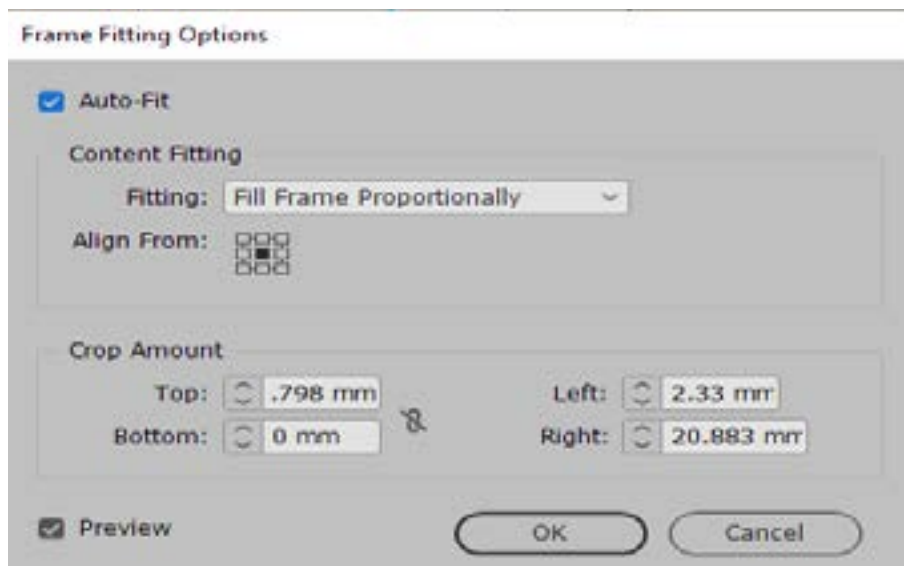 Frame Fitting Options
Auto-Fit
Content Fitting
Fitting: Fill Frame Proportionally
Align From:
Crop Amount
Top: .798 mm Left: 2.33 mm
Bottom: 0 mm Right: 20.883 mm
Preview OK Cancel